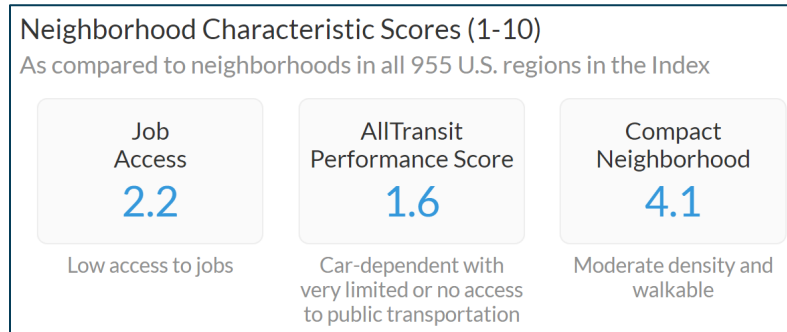 Neighborhood Characteristic Scores (1-10)
As compared to neighborhoods in all 955 U.S. regions in the Index
Job
Access
2.2
Low access to jobs
AllTransit
Performance Score
1.6
Car-dependent with
very limited or no access
to public transportation
Compact
Neighborhood
4.1
Moderate density and
walkable